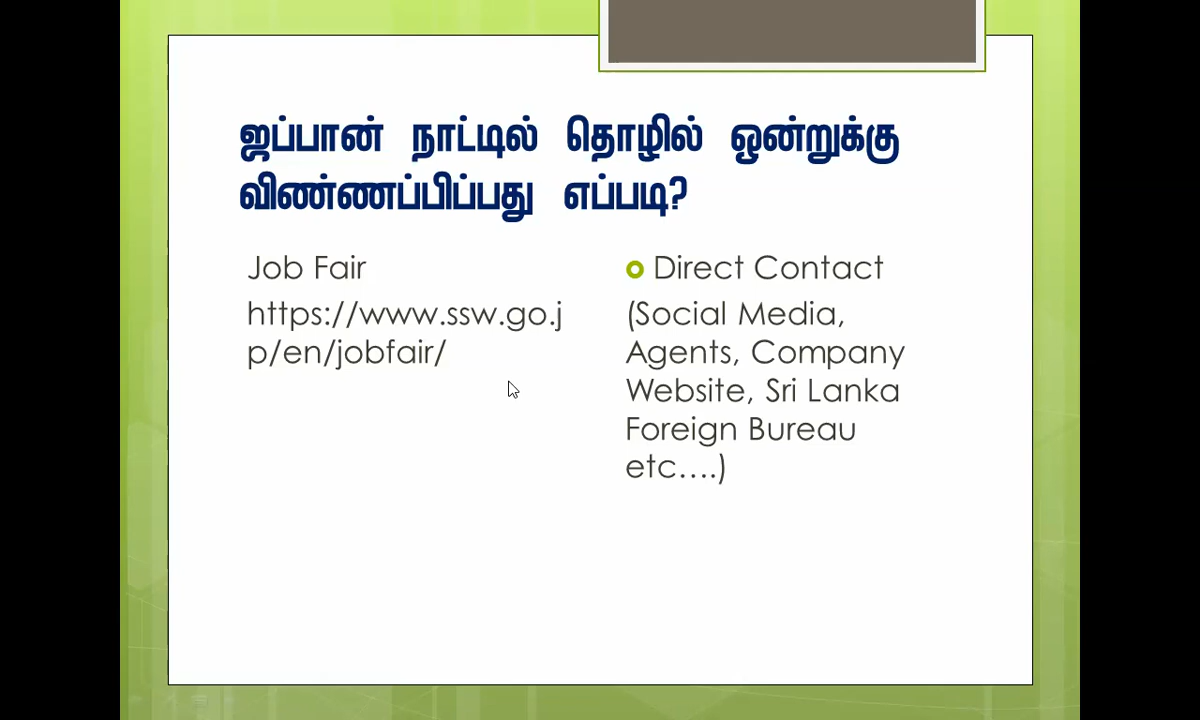 ஜப்பான் நாட்டில் தொழில் ஒன்றுக்கு
விண்ணப்பிப்பது எப்படி?
Job Fair
https://www.ssw.go.j
p/en/jobfair/
Direct Contact
(Social Media,
Agents, Company
Website, Sri Lanka
Foreign Bureau
etc....)